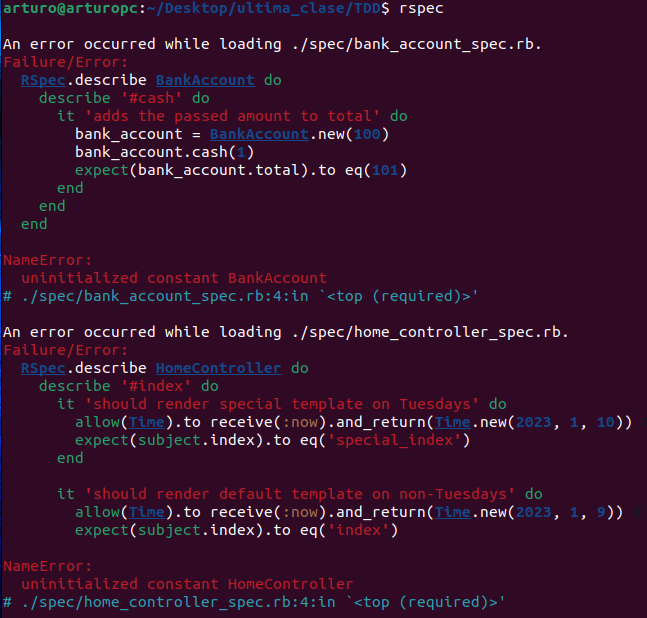 arturo@arturopc:~/Desktop/ultima_clase/TDD$ rspec
An error occurred while loading ./spec/bank_account_spec.rb.
Failure/Error:
  RSpec.describe BankAccount do
    describe '#cash' do
      it 'adds the passed amount to total' do
        bank_account = BankAccount.new(100)
        bank_account.cash(1)
        expect(bank_account.total).to eq(101)
      end
    end
  end
NameError:
  uninitialized constant BankAccount
# ./spec/bank_account_spec.rb:4:in `<top (required)>'
An error occurred while loading ./spec/home_controller_spec.rb.
Failure/Error:
  RSpec.describe HomeController do
    describe '#index' do
      it 'should render special template on Tuesdays' do
        allow(Time).to receive(:now).and_return(Time.new(2023, 1, 10))
        expect(subject.index).to eq('special_index')
      end
      it 'should render default template on non-Tuesdays' do
        allow(Time).to receive(:now).and_return(Time.new(2023, 1, 9))
        expect(subject.index).to eq('index')
NameError:
  uninitialized constant HomeController
# ./spec/home_controller_spec.rb:4:in `<top (required)>'